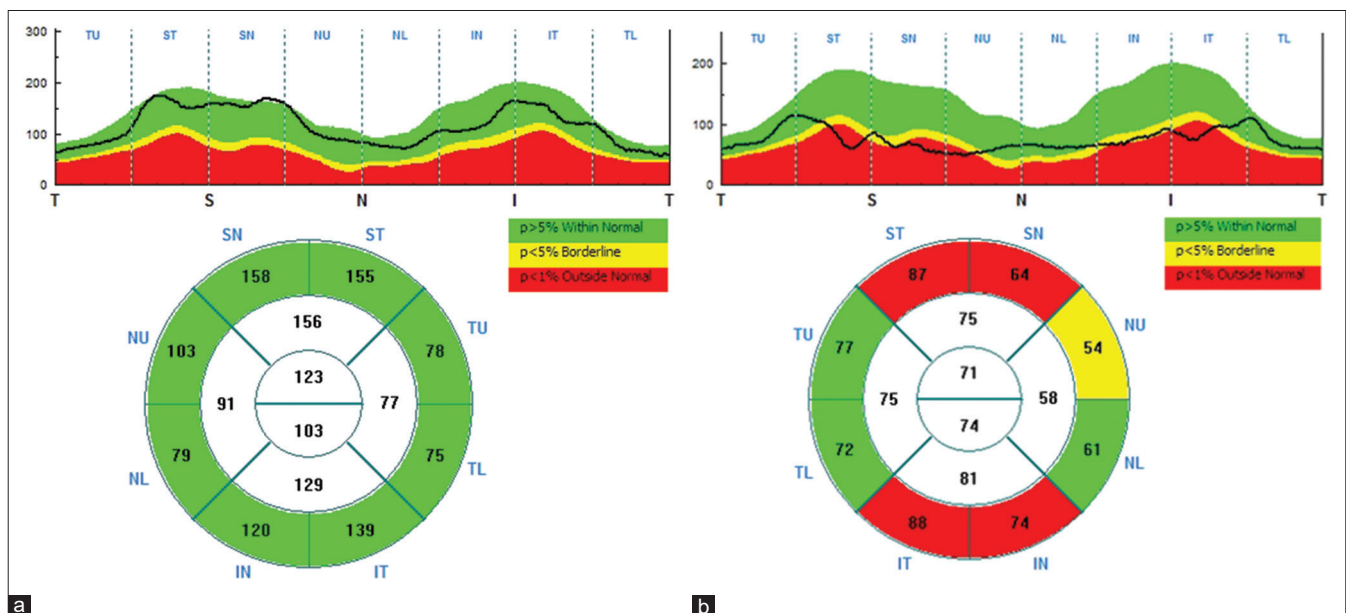 300
200
100
0
TU ST SN NU NL IN IT TL
T S N I T
p>5% Within Normal
p<5% Borderline
p<1% Outside Normal
SN ST
158 155
NU TU
103 156 78
123
91 77
103
79 129 75
NL TL
120 139
IN IT
a
200
100
0
TU ST SN NU NL IN IT TL
T S N I T
p>5% Within Normal
p<5% Borderline
p<1% Outside Normal
ST SN
87 64
TU NU
77 75 54
71
75 58
74
72 81 61
TL NL
88 74
IT IN
b